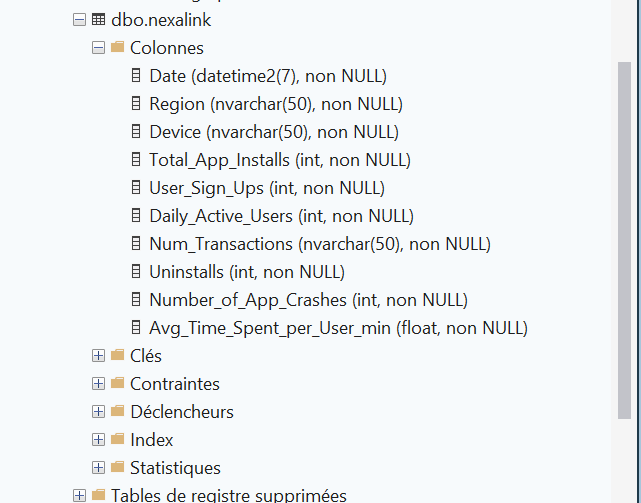 dbo.nexalink
Colonnes
Date (datetime2(7), non NULL)
Region (nvarchar(50), non NULL)
Device (nvarchar(50), non NULL)
Total_App_Installs (int, non NULL)
User_Sign_Ups (int, non NULL)
Daily_Active_Users (int, non NULL)
Num_Transactions (nvarchar(50), non NULL)
Uninstalls (int, non NULL)
Number_of_App_Crashes (int, non NULL)
Avg_Time_Spent_per_User_min (float, non NULL)
Clés
Contraintes
Déclencheurs
Index
Statistiques
Tables de registre supprimées